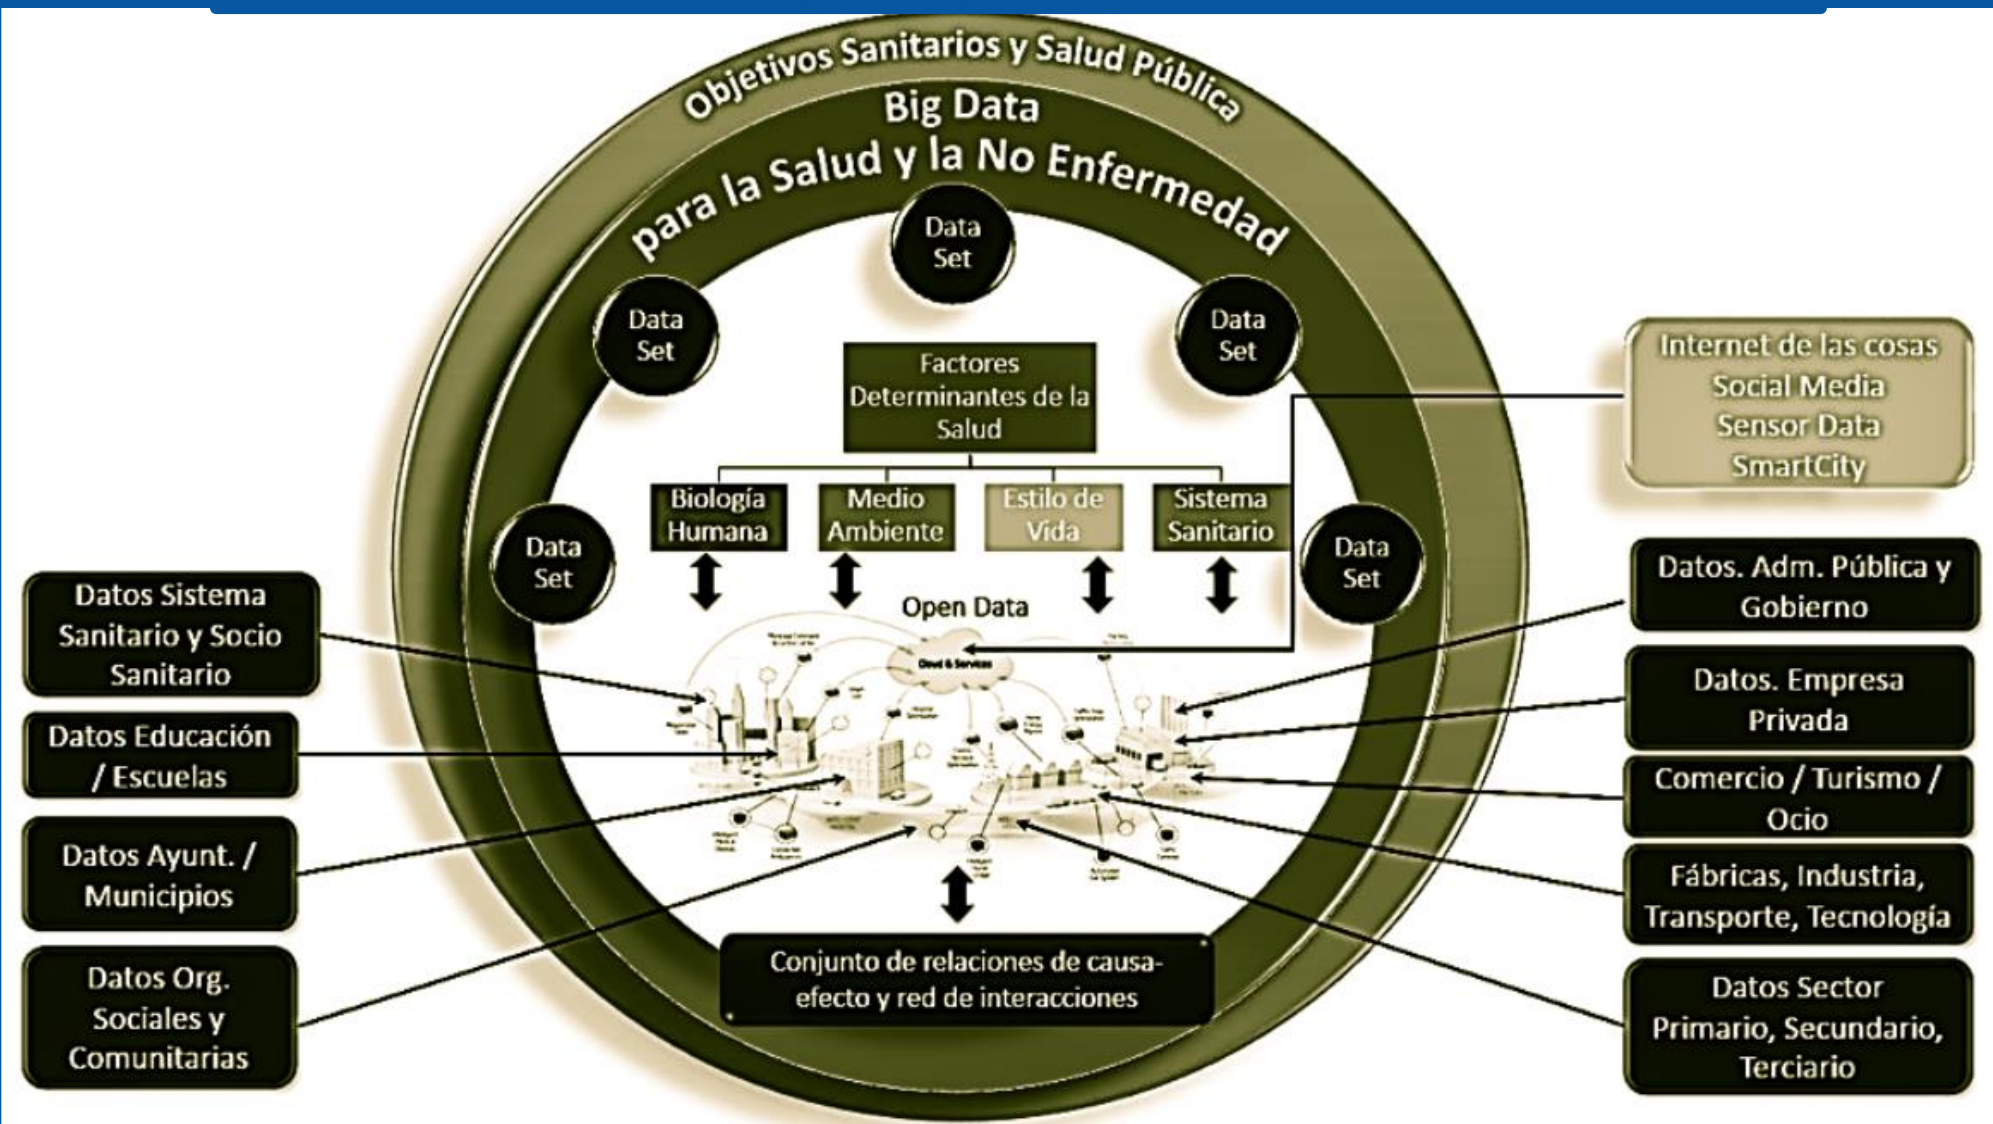 Objetivos Sanitarios y Salud Pública
Big Data
para la Salud y la No Enfermedad
Data
Set
Data
Set
Data
Set
Data
Set
Data
Set
Factores
Determinantes de la
Salud
Biología
Humana
Medio
Ambiente
Estilo de
Vida
Sistema
Sanitario
Open Data
Cloud & Services
Conjunto de relaciones de causa-
efecto y red de interacciones
Datos Sistema
Sanitario y Socio
Sanitario
Datos Educación
/ Escuelas
Datos Ayunt. /
Municipios
Datos Org.
Sociales y
Comunitarias
Internet de las cosas
Social Media
Sensor Data
SmartCity
Datos. Adm. Pública y
Gobierno
Datos. Empresa
Privada
Comercio / Turismo /
Ocio
Fábricas, Industria,
Transporte, Tecnología
Datos Sector
Primario, Secundario,
Terciario